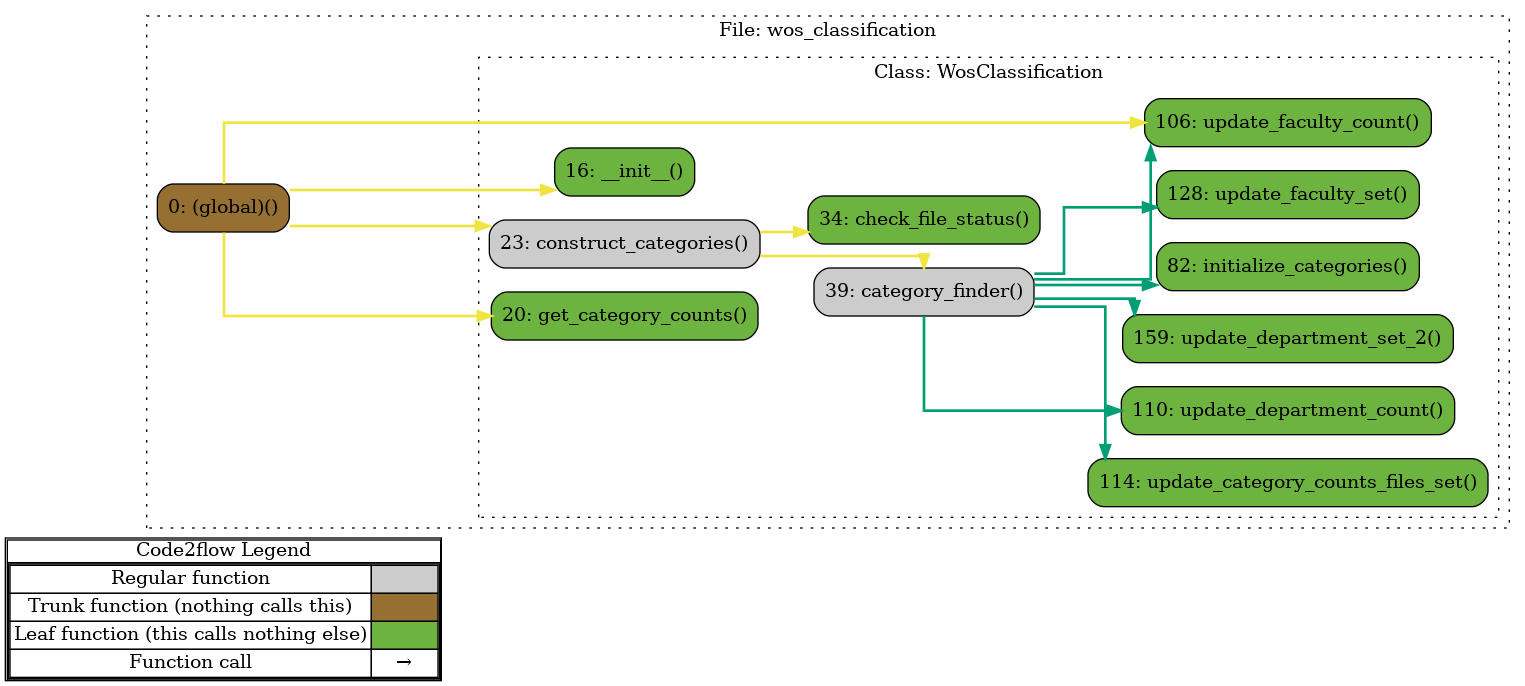 File: wos_classification
Class: WosClassification
106: update_faculty_count()
16: __init__()
128: update_faculty_set()
0: (global)()
34: check_file_status()
23: construct_categories()
82: initialize_categories()
39: category_finder()
20: get_category_counts()
159: update_department_set_2()
110: update_department_count()
114: update_category_counts_files_set()
Code2flow Legend
Regular function
Trunk function (nothing calls this)
Leaf function (this calls nothing else)
Function call →